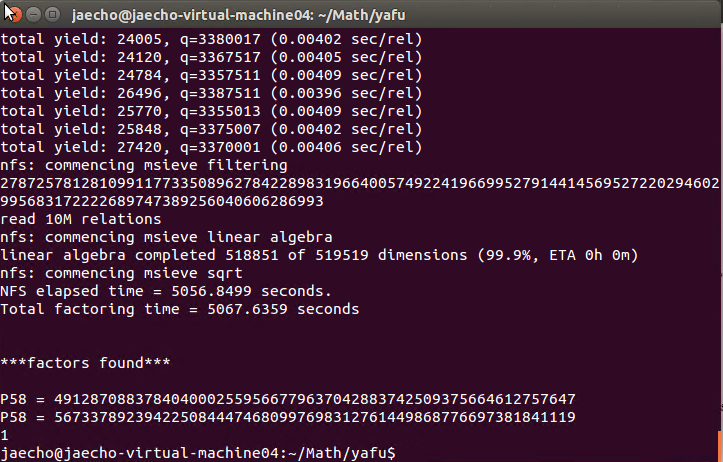 jaecho@jaecho-virtual-machine04: ~/Math/yafu
total yield: 24005, q=3380017 (0.00402 sec/rel)
total yield: 24120, q=3367517 (0.00405 sec/rel)
total yield: 24784, q=3357511 (0.00409 sec/rel)
total yield: 26496, q=3387511 (0.00396 sec/rel)
total yield: 25770, q=3355013 (0.00409 sec/rel)
total yield: 25848, q=3375007 (0.00402 sec/rel)
total yield: 27420, q=3370001 (0.00406 sec/rel)
nfs: commencing msieve filtering
27872578128109911773350896278422898319664005749224196699527914414569527220294602
9956831722226897473892560406062869​93
read 10M relations
nfs: commencing msieve linear algebra
linear algebra completed 518851 of 519519 dimensions (99.9%, ETA 0h 0m)
nfs: commencing msieve sqrt
NFS elapsed time = 5056.8499 seconds.
Total factoring time = 5067.6359 seconds
***factors found***
P58 = 4912870883784040002559566779637042883742509375664612757647
P58 = 5673378923942250844474680997698312761449868776697381841119
1
jaecho@jaecho-virtual-machine04:~/Math/yafu$